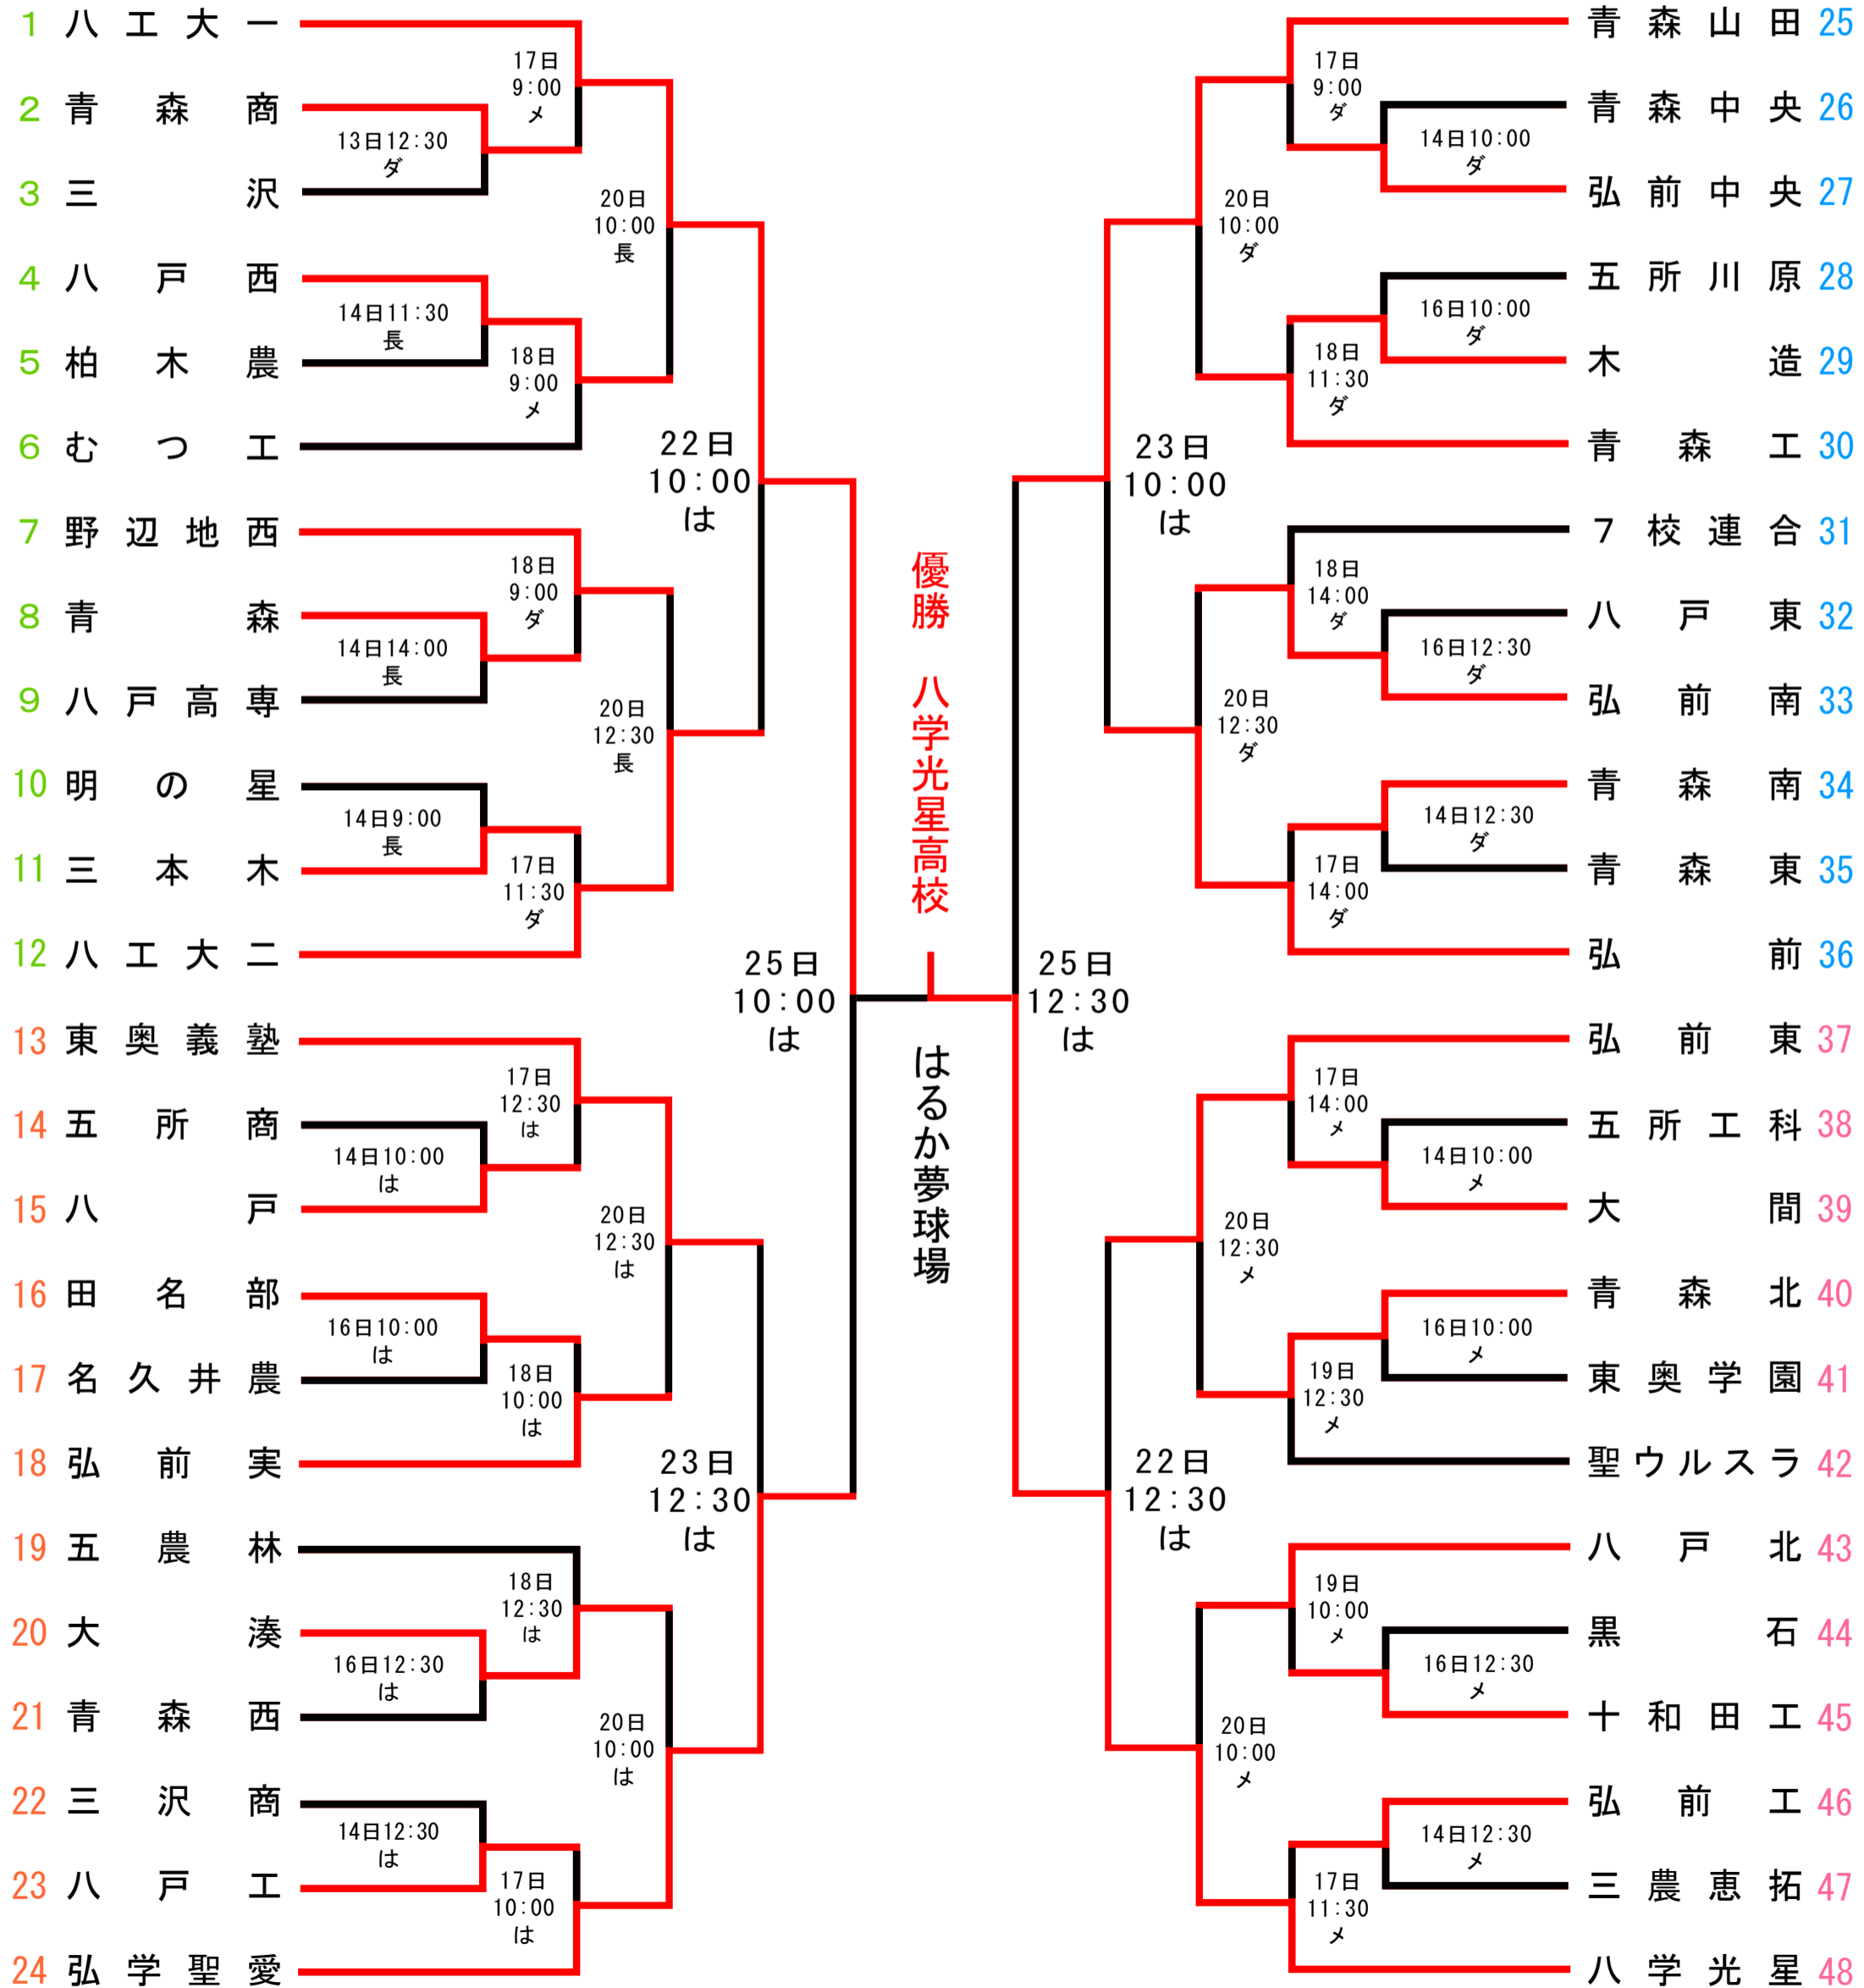 1 八工大一
2 青森商
3 三沢
4 八戸西
5 柏木農
6 むつ工
7 野辺地西
8 青森
9 八戸高専
10 明の星
11 三本木
12 八工大二
13 東奥義塾
14 五所商
15 八戸
16 田名部
17 名久井農
18 弘前実
19 五農林
20 大湊
21 青森西
22 三沢商
23 八戸工
24 弘学聖愛
13日12:30
ダ
14日11:30
長
14日14:00
長
14日9:00
長
14日10:00
は
16日10:00
は
16日12:30
は
14日12:30
は
17日
9:00
メ
18日
9:00
メ
18日
9:00
ダ
17日
11:30
ダ
17日
12:30
は
18日
10:00
は
18日
12:30
は
17日
10:00
は
20日
10:00
長
20日
12:30
長
20日
12:30
は
20日
10:00
は
22日
10:00
は
23日
12:30
は
25日
10:00
は
優勝 八学光星高校
はるか夢球場
25日
12:30
は
23日
10:00
は
22日
12:30
は
20日
10:00
ダ
20日
12:30
ダ
20日
12:30
メ
20日
10:00
メ
17日
9:00
ダ
18日
11:30
ダ
18日
14:00
ダ
17日
14:00
ダ
17日
14:00
メ
19日
12:30
メ
19日
10:00
メ
17日
11:30
メ
14日10:00
ダ
16日10:00
ダ
16日12:30
ダ
14日12:30
ダ
14日10:00
メ
16日10:00
メ
16日12:30
メ
14日12:30
メ
青森山田 25
青森中央 26
弘前中央 27
五所川原 28
木造 29
青森工 30
7校連合 31
八戸東 32
弘前南 33
青森南 34
青森東 35
弘前 36
弘前東 37
五所工科 38
大間 39
青森北 40
東奥学園 41
聖ウルスラ 42
八戸北 43
黒石 44
十和田工 45
弘前工 46
三農恵拓 47
八学光星 48